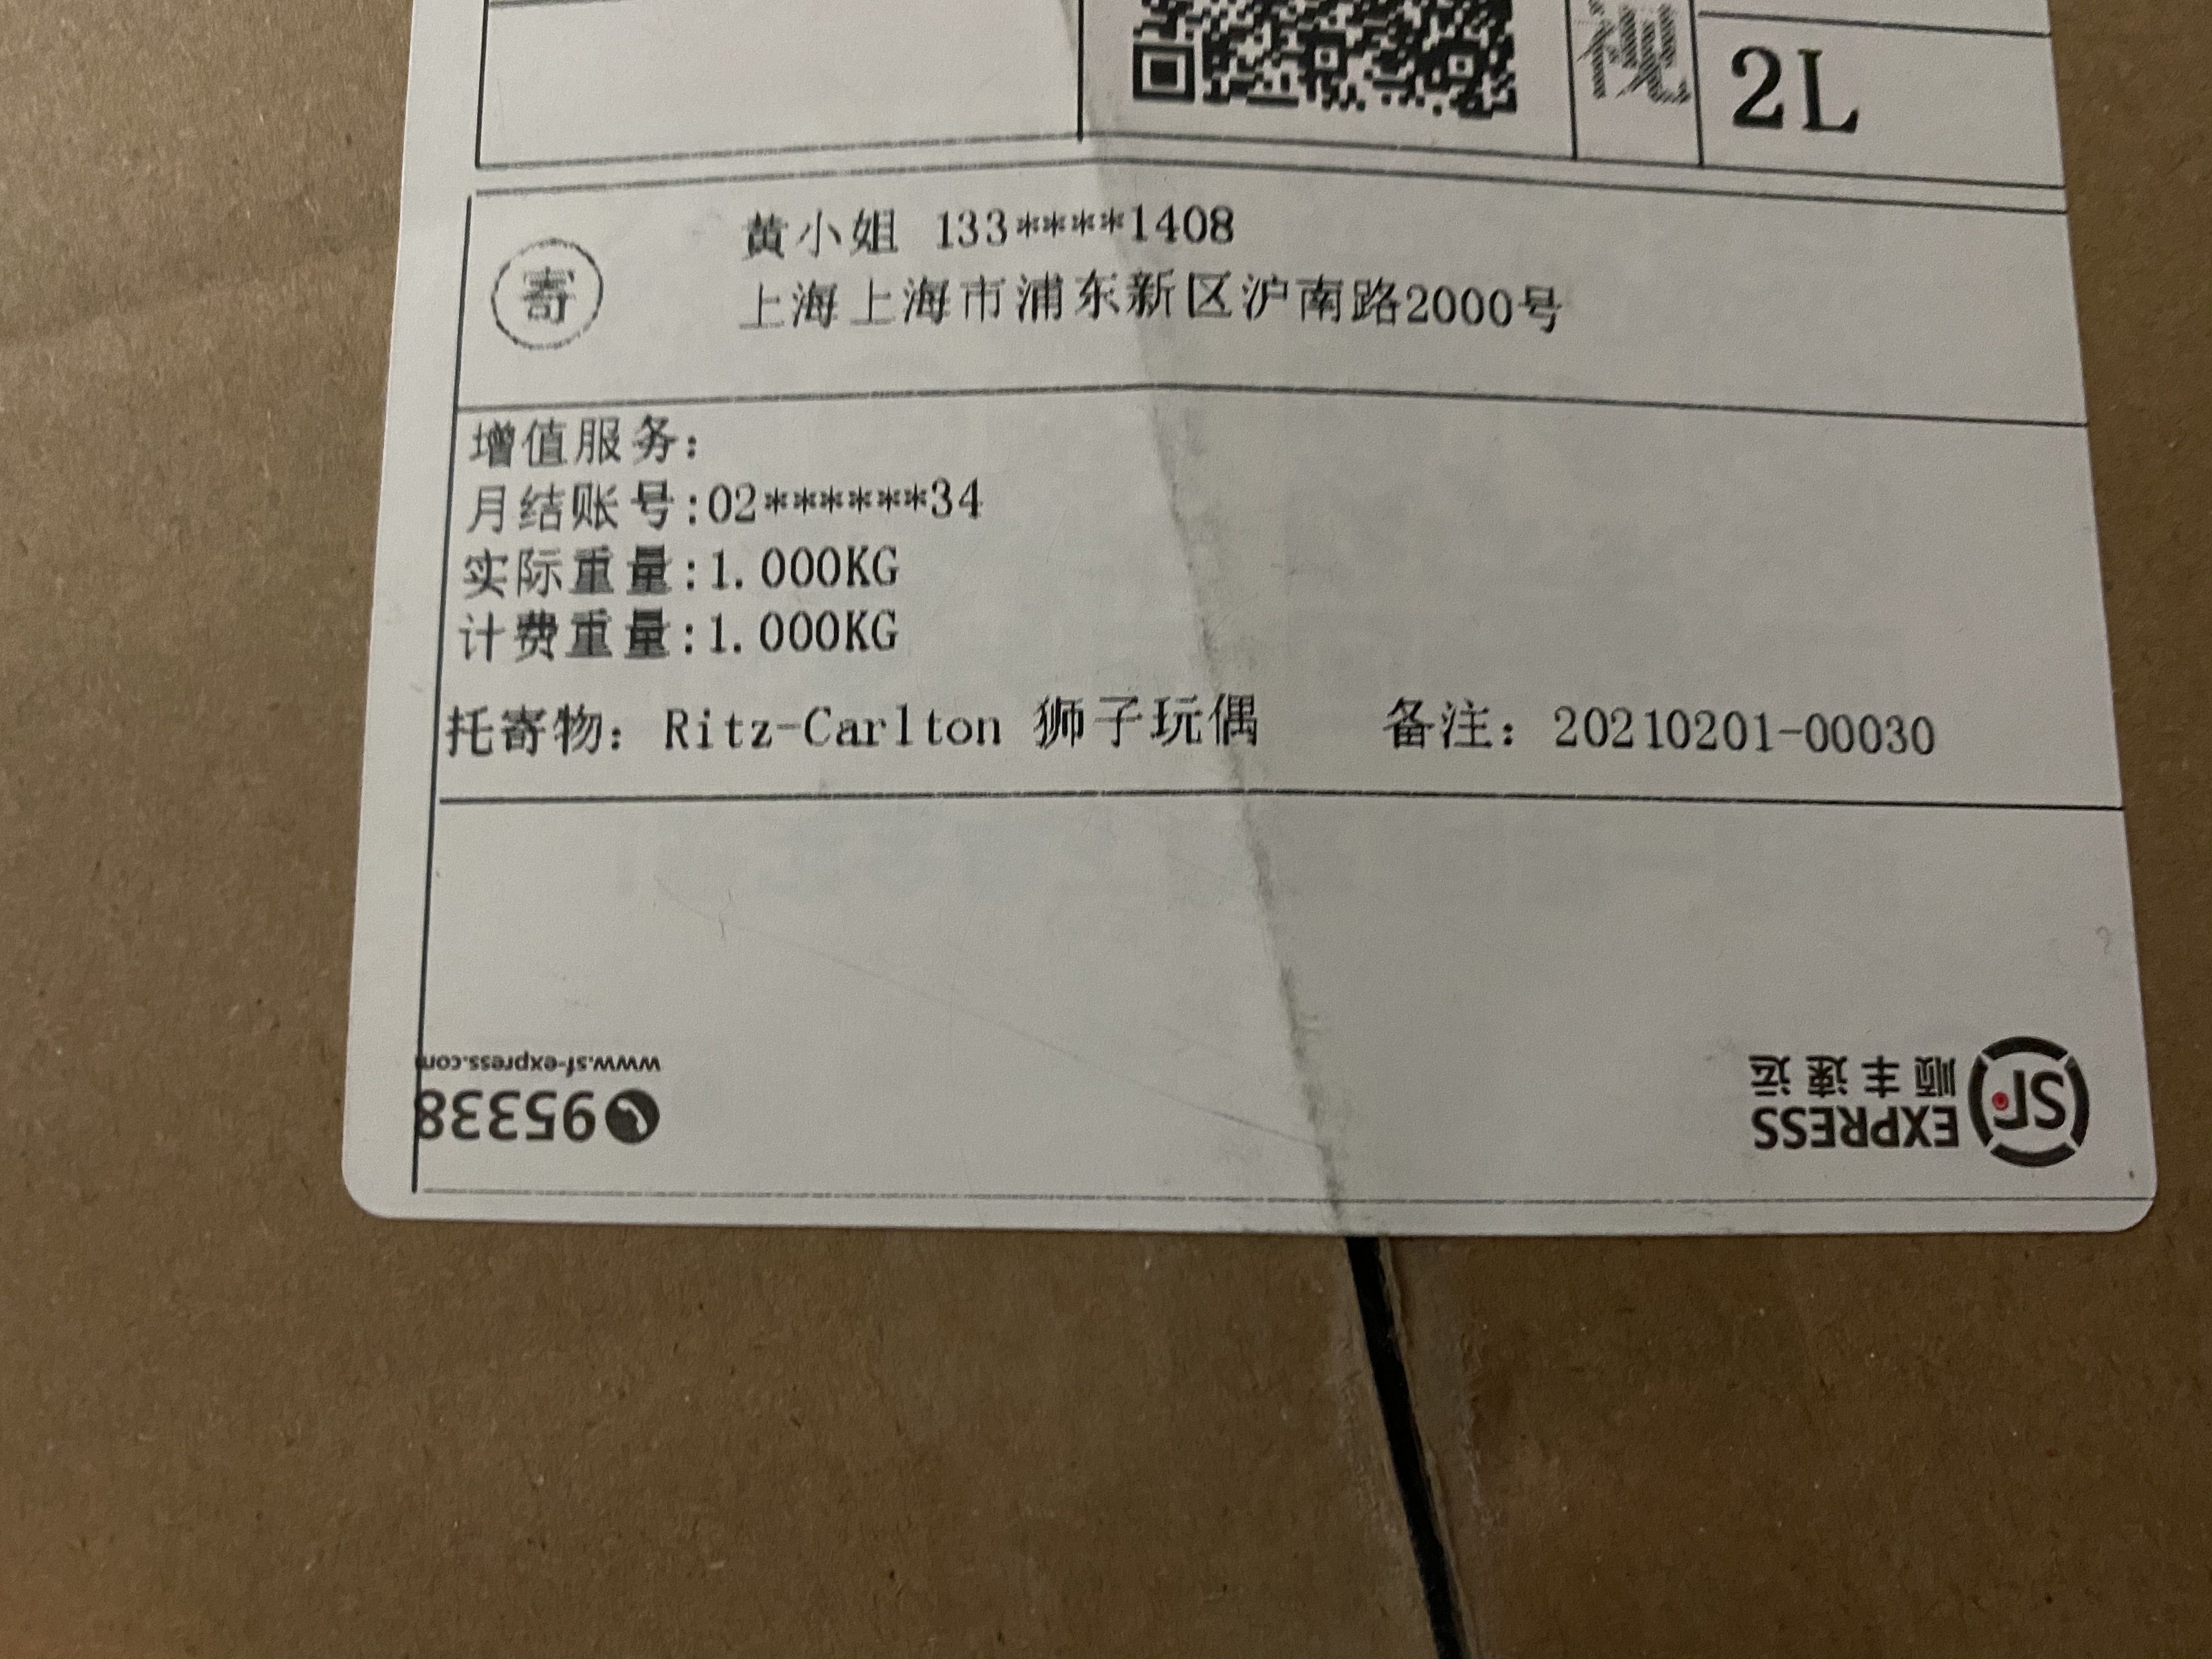 2L
黄小姐 133****1408
寄
上海上海市浦东新区沪南路2000号
增值服务:
月结账号:02******34
实际重量:1.000KG
计费重量:1.000KG
托寄物: Ritz-Carlton 狮子玩偶 备注: 20210201-00030
SF EXPRESS
顺丰速运
95338
www.sf-express.com